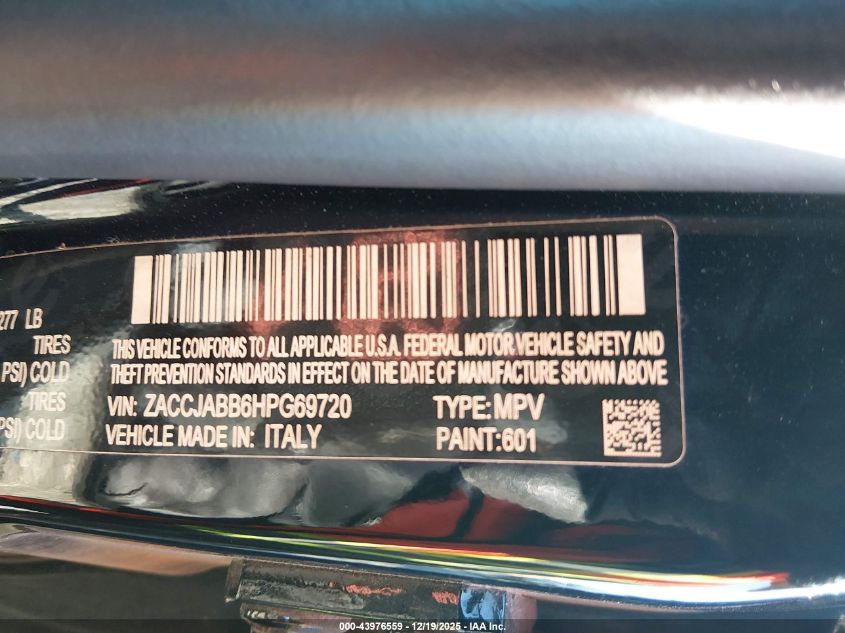 277 LB
TIRES
PSI) COLD
TIRES
PSI) COLD
THIS VEHICLE CONFORMS TO ALL APPLICABLE U.S.A. FEDERAL MOTOR VEHICLE SAFETY AND
THEFT PREVENTION STANDARDS IN EFFECT ON THE DATE OF MANUFACTURE SHOWN ABOVE
VIN: ZACCJABB6HPG69720 TYPE:MPV
VEHICLE MADE IN: ITALY PAINT:601
000-43976559 - 12/19/2025 - IAA Inc.